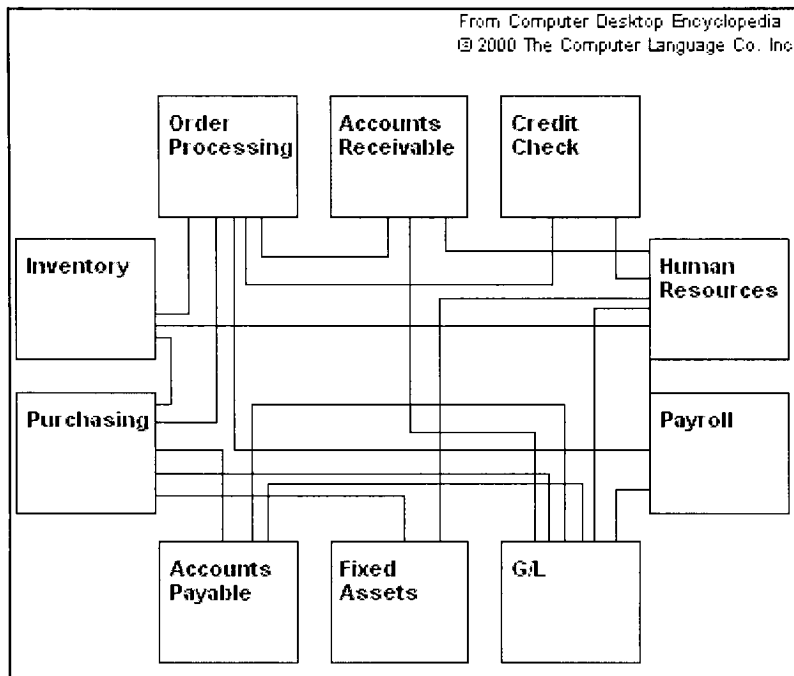 From Computer Desktop Encyclopedia
© 2000 The Computer Language Co. Inc
Order
Processing
Accounts
Receivable
Credit
Check
Inventory
Human
Resources
Purchasing
Payroll
Accounts
Payable
Fixed
Assets
G/L